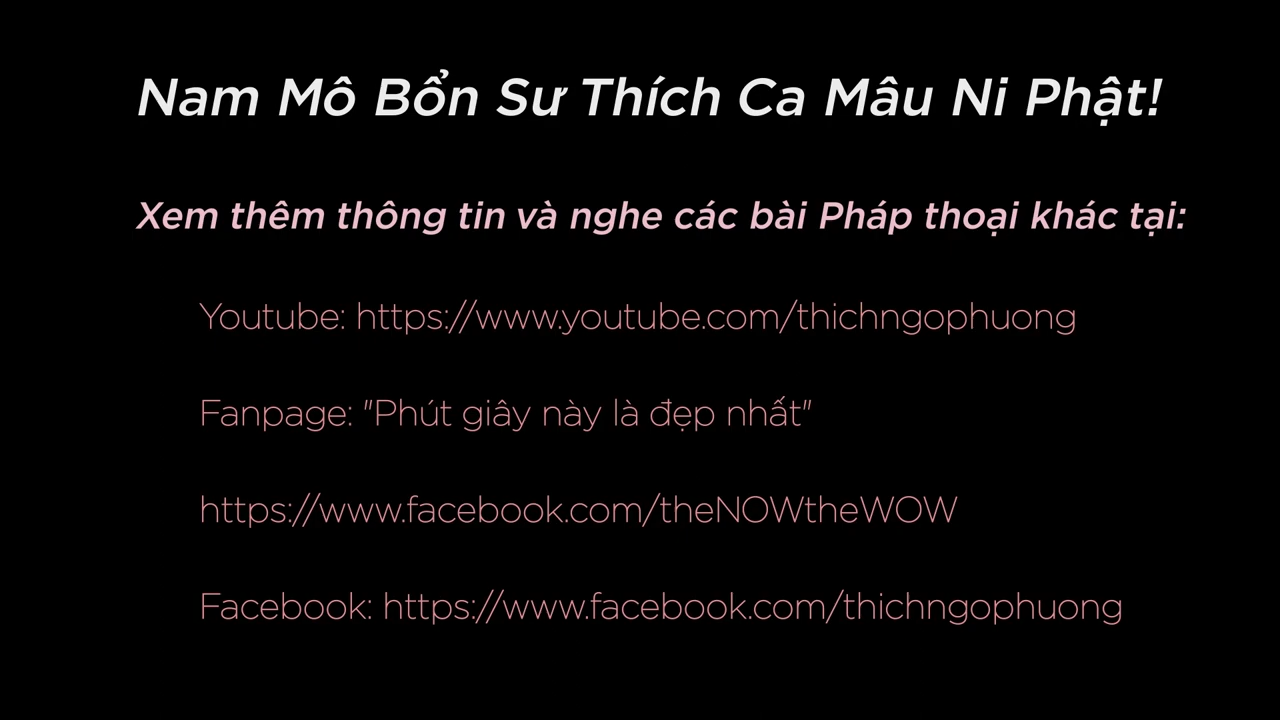 Nam Mô Bổn Sư Thích Ca Mâu Ni Phật!
Xem thêm thông tin và nghe các bài Pháp thoại khác tại:
Youtube: https://www.youtube.com/thichngophuong
Fanpage: "Phút giây này là đẹp nhất"
https://www.facebook.com/theNOWtheWOW
Facebook: https://www.facebook.com/thichngophuong